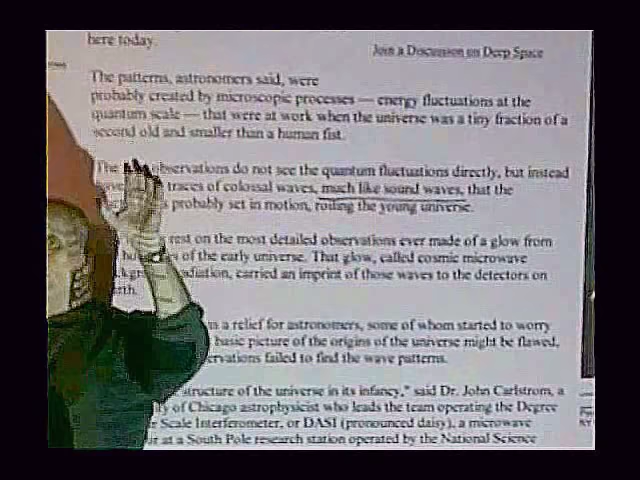 here today.
Join a Discussion on Deep Space
The patterns, astronomers said, were
probably created by microscopic processes — energy fluctuations at the
quantum scale — that were at work when the universe was a tiny fraction of a
second old and smaller than a human fist.
The observations do not see the quantum fluctuations directly, but instead
traces of colossal waves, much like sound waves, that the
probably set in motion, roiling the young universe.
rest on the most detailed observations ever made of a glow from
of the early universe. That glow, called cosmic microwave
radiation, carried an imprint of those waves to the detectors on
a relief for astronomers, some of whom started to worry
basic picture of the origins of the universe might be flawed,
failed to find the wave patterns.
structure of the universe in its infancy," said Dr. John Carlstrom, a
of Chicago astrophysicist who leads the team operating the Degree
Scale Interferometer, or DASI (pronounced daisy), a microwave
at a South Pole research station operated by the National Science